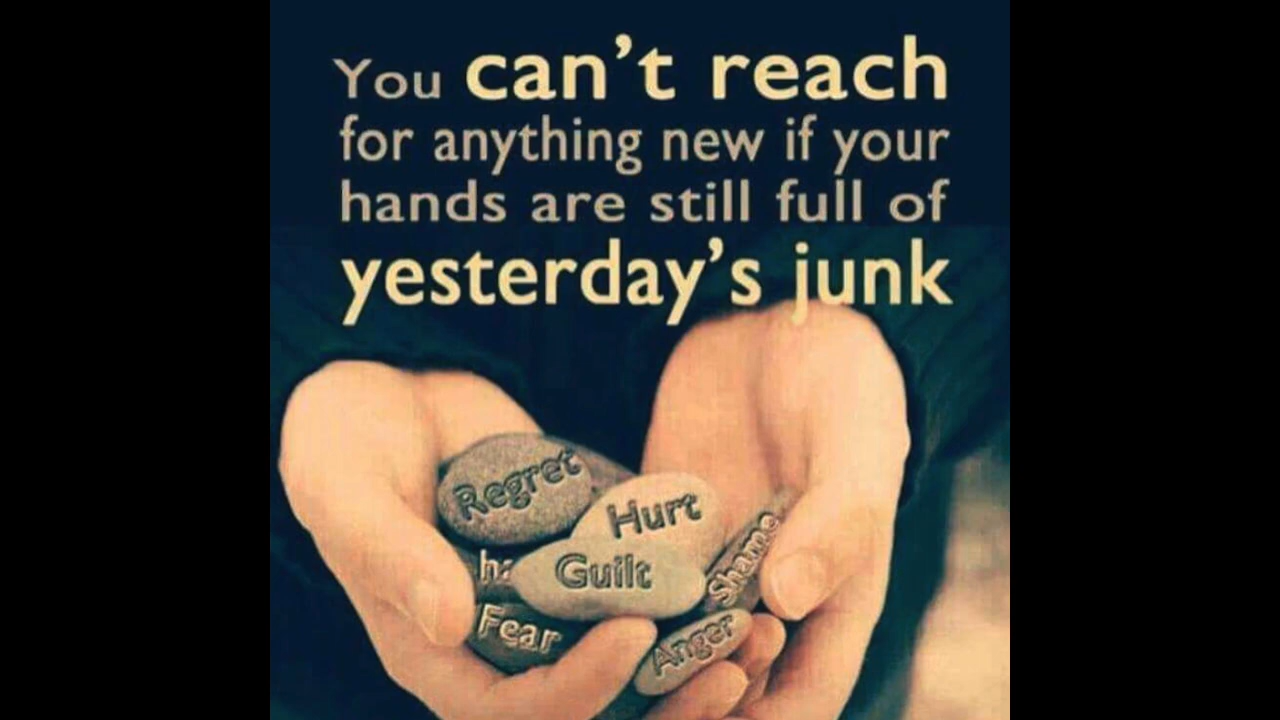 You can't reach
for anything new if your
hands are still full of
yesterday's junk
Regret
Hurt
Guilt
Shame
Fear
Anger